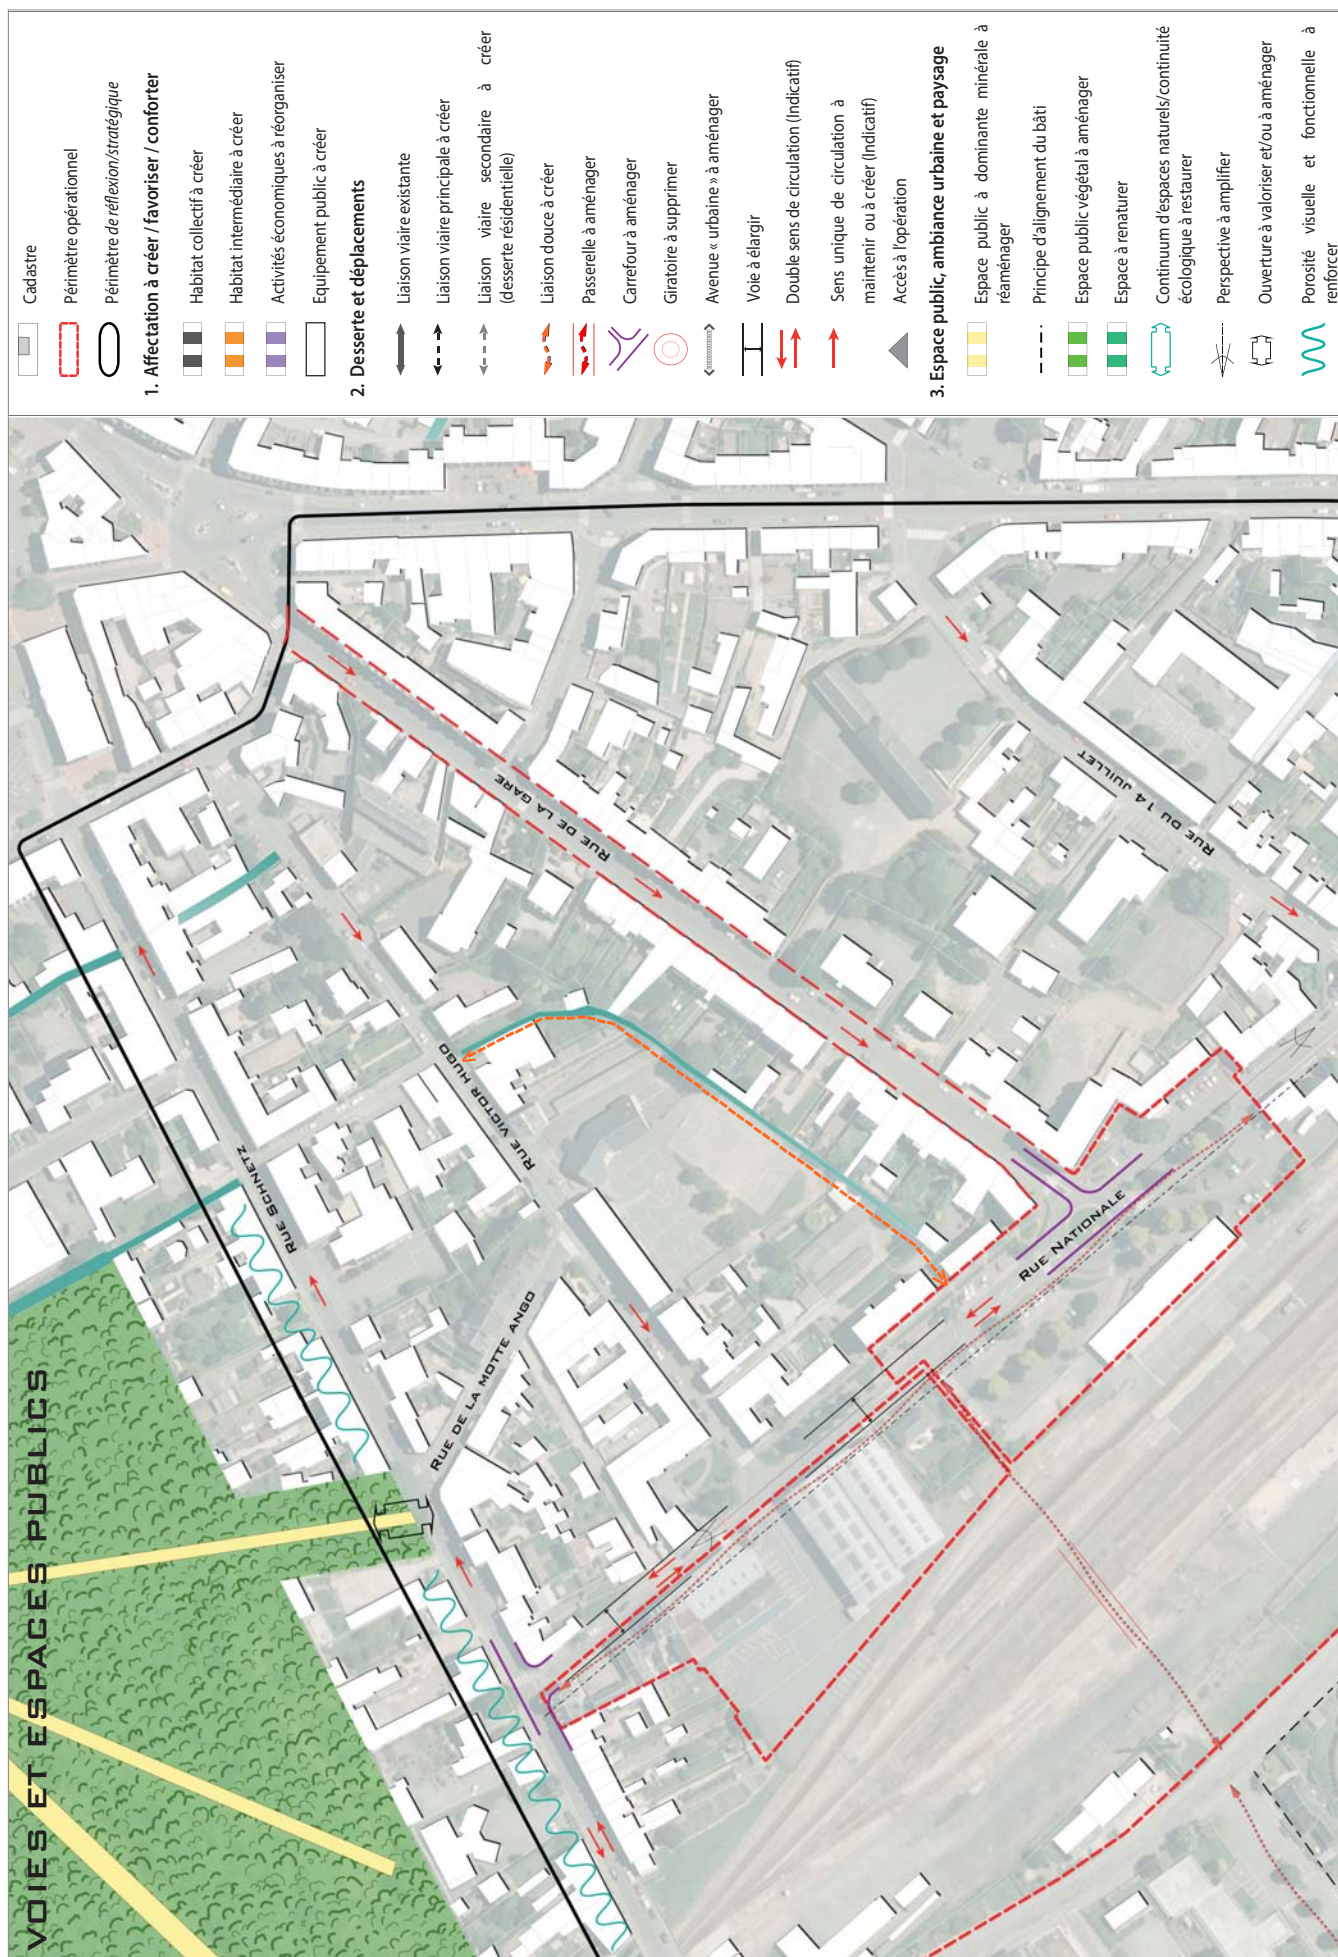 VOIES ET ESPACES PUBLICS
RUE SCHNETZ
RUE VICTOR HUGO
RUE DE LA MOTTE ANGO
RUE DE LA GARE
RUE DU 14 JUILLET
RUE NATIONALE
Cadastre
Périmètre opérationnel
Périmètre de réflexion/stratégique
1. Affectation à créer / favoriser / conforter
Habitat collectif à créer
Habitat intermédiaire à créer
Activités économiques à réorganiser
Equipement public à créer
2. Desserte et déplacements
Liaison viaire existante
Liaison viaire principale à créer
Liaison viaire secondaire à créer
(desserte résidentielle)
Liaison douce à créer
Passerelle à aménager
Carrefour à aménager
Giratoire à supprimer
Avenue « urbaine » à aménager
Voie à élargir
Double sens de circulation (Indicatif)
Sens unique de circulation à
maintenir ou à créer (Indicatif)
Accès à l'opération
3. Espace public, ambiance urbaine et paysage
Espace public à dominante minérale à
réaménager
Principe d'alignement du bâti
Espace public végétal à aménager
Espace à renaturer
Continuum d'espaces naturels/continuité
écologique à restaurer
Perspective à amplifier
Ouverture à valoriser et/ou à aménager
Porosité visuelle et fonctionnelle à
renforcer